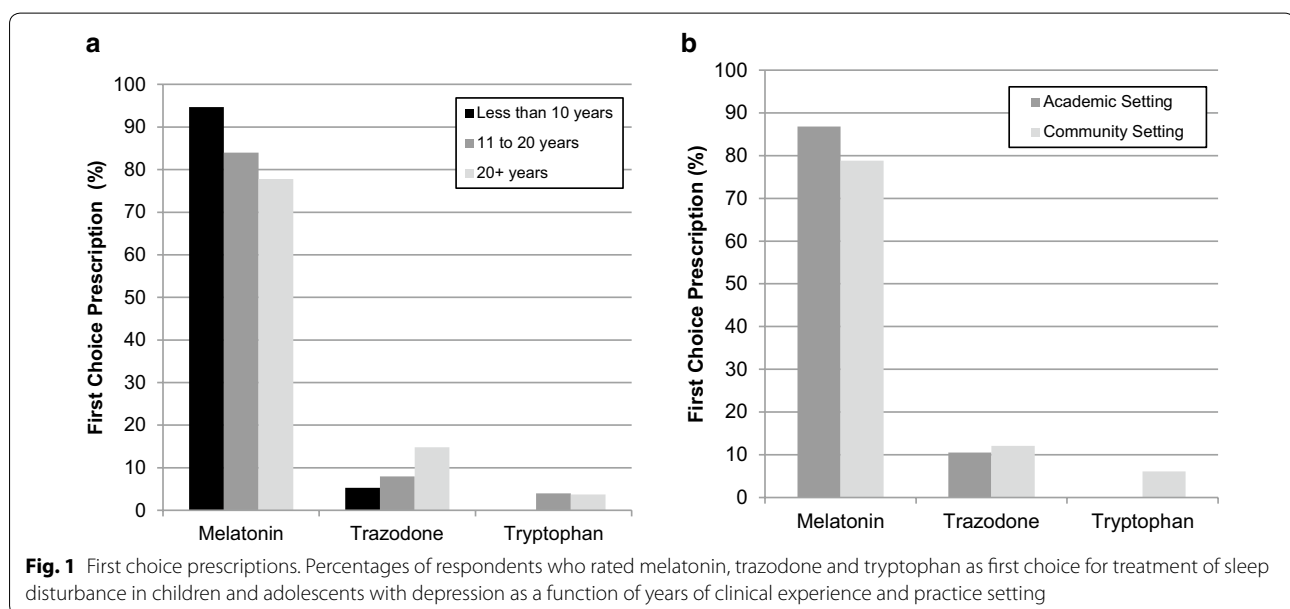 a
First Choice Prescription (%)
100
90
80
70
60
50
40
30
20
10
0
Less than 10 years
11 to 20 years
20+ years
Melatonin Trazodone Tryptophan
b
First Choice Prescription (%)
100
90
80
70
60
50
40
30
20
10
0
Academic Setting
Community Setting
Melatonin Trazodone Tryptophan
Fig. 1 First choice prescriptions. Percentages of respondents who rated melatonin, trazodone and tryptophan as first choice for treatment of sleep
disturbance in children and adolescents with depression as a function of years of clinical experience and practice setting